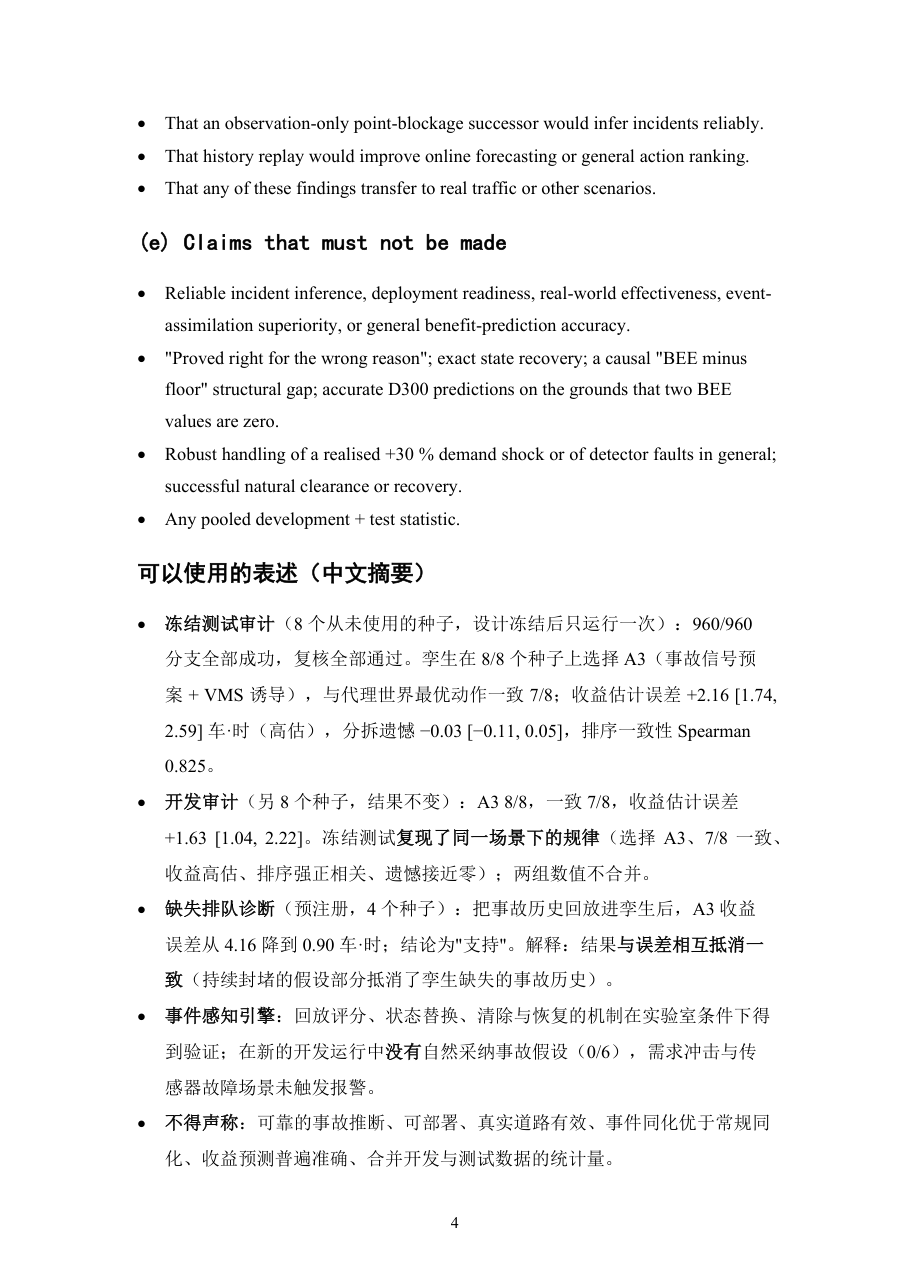 • That an observation-only point-blockage successor would infer incidents reliably.
• That history replay would improve online forecasting or general action ranking.
• That any of these findings transfer to real traffic or other scenarios.
(e) Claims that must not be made
• Reliable incident inference, deployment readiness, real-world effectiveness, event-
assimilation superiority, or general benefit-prediction accuracy.
• "Proved right for the wrong reason"; exact state recovery; a causal "BEE minus
floor" structural gap; accurate D300 predictions on the grounds that two BEE
values are zero.
• Robust handling of a realised +30 % demand shock or of detector faults in general;
successful natural clearance or recovery.
• Any pooled development + test statistic.
可以使用的表述（中文摘要）
• 冻结测试审计（8 个从未使用的种子，设计冻结后只运行一次）：960/960
分支全部成功，复核全部通过。孪生在 8/8 个种子上选择 A3（事故信号预
案 + VMS 诱导），与代理世界最优动作一致 7/8；收益估计误差 +2.16 [1.74,
2.59] 车·时（高估），分拆遗憾 −0.03 [−0.11, 0.05]，排序一致性 Spearman
0.825。
• 开发审计（另 8 个种子，结果不变）：A3 8/8，一致 7/8，收益估计误差
+1.63 [1.04, 2.22]。冻结测试复现了同一场景下的规律（选择 A3、7/8 一致、
收益高估、排序强正相关、遗憾接近零）；两组数值不合并。
• 缺失排队诊断（预注册，4 个种子）：把事故历史回放进孪生后，A3 收益
误差从 4.16 降到 0.90 车·时；结论为"支持"。解释：结果与误差相互抵消一
致（持续封堵的假设部分抵消了孪生缺失的事故历史）。
• 事件感知引擎：回放评分、状态替换、清除与恢复的机制在实验室条件下得
到验证；在新的开发运行中没有自然采纳事故假设（0/6），需求冲击与传
感器故障场景未触发报警。
• 不得声称：可靠的事故推断、可部署、真实道路有效、事件同化优于常规同
化、收益预测普遍准确、合并开发与测试数据的统计量。
4